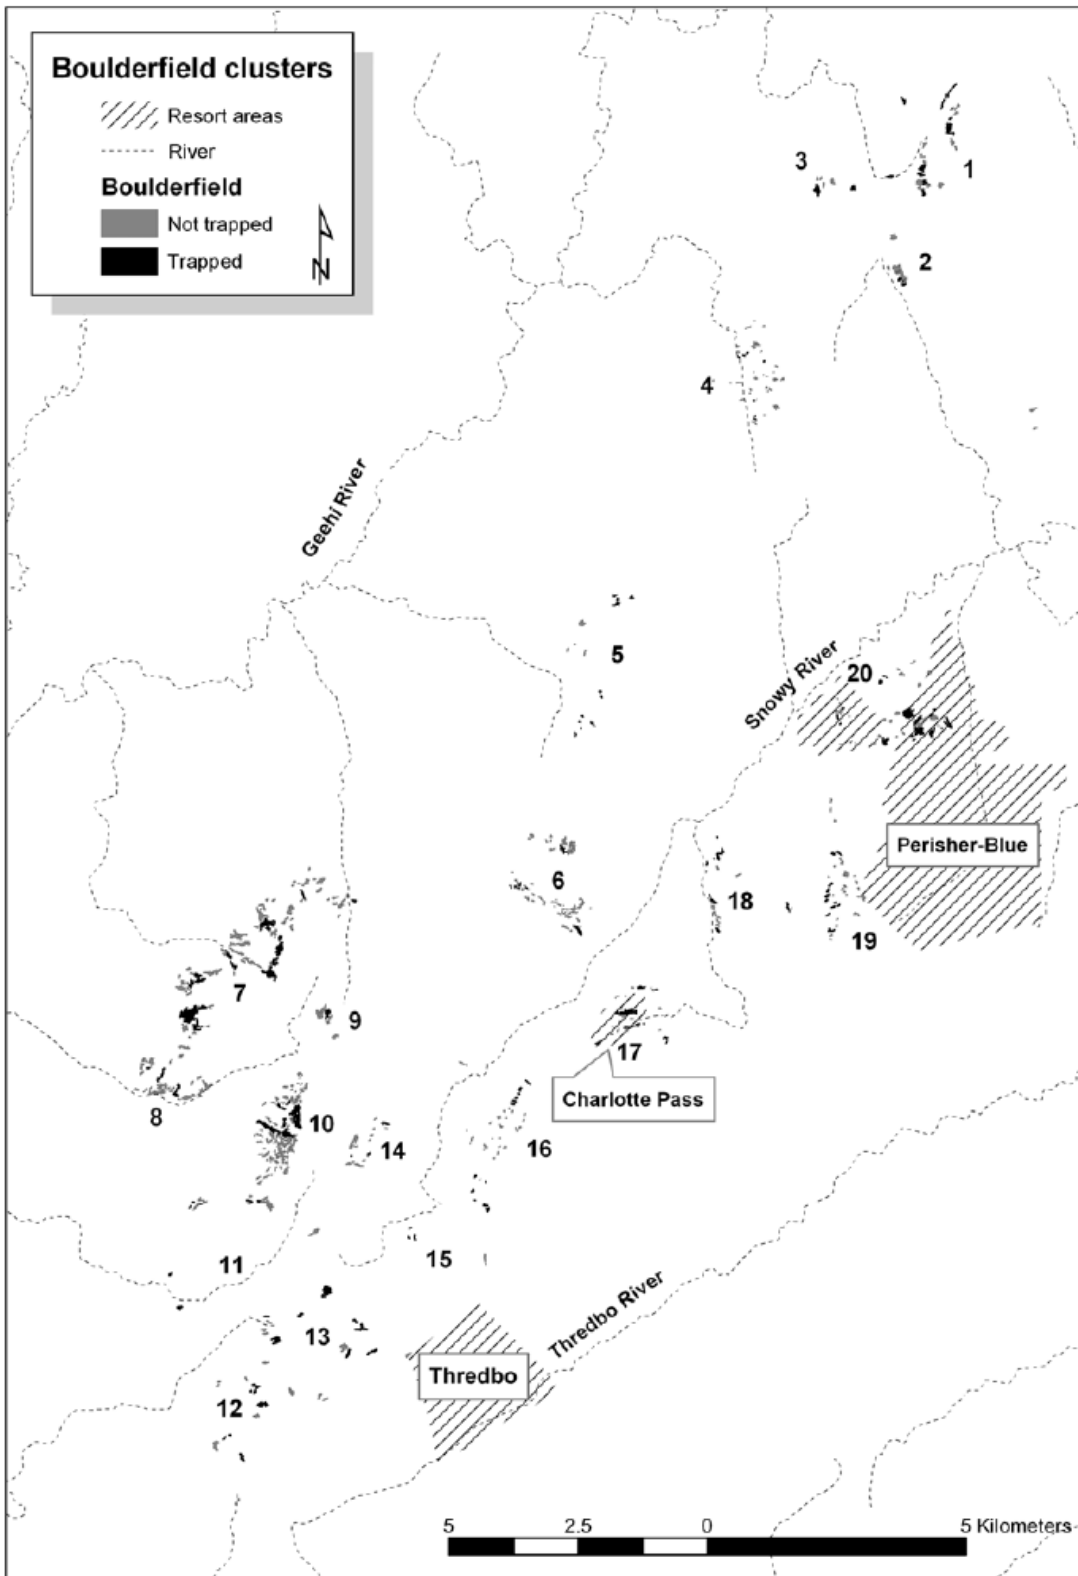 Boulderfield clusters
Resort areas
River
Boulderfield
Not trapped
Trapped
N
1
3
2
4
Geehi River
5
Snowy River
20
Perisher-Blue
6
18
19
7
9
17
Charlotte Pass
8
10
14
16
11
15
13
Thredbo River
Thredbo
12
5 2.5 0 5 Kilometers